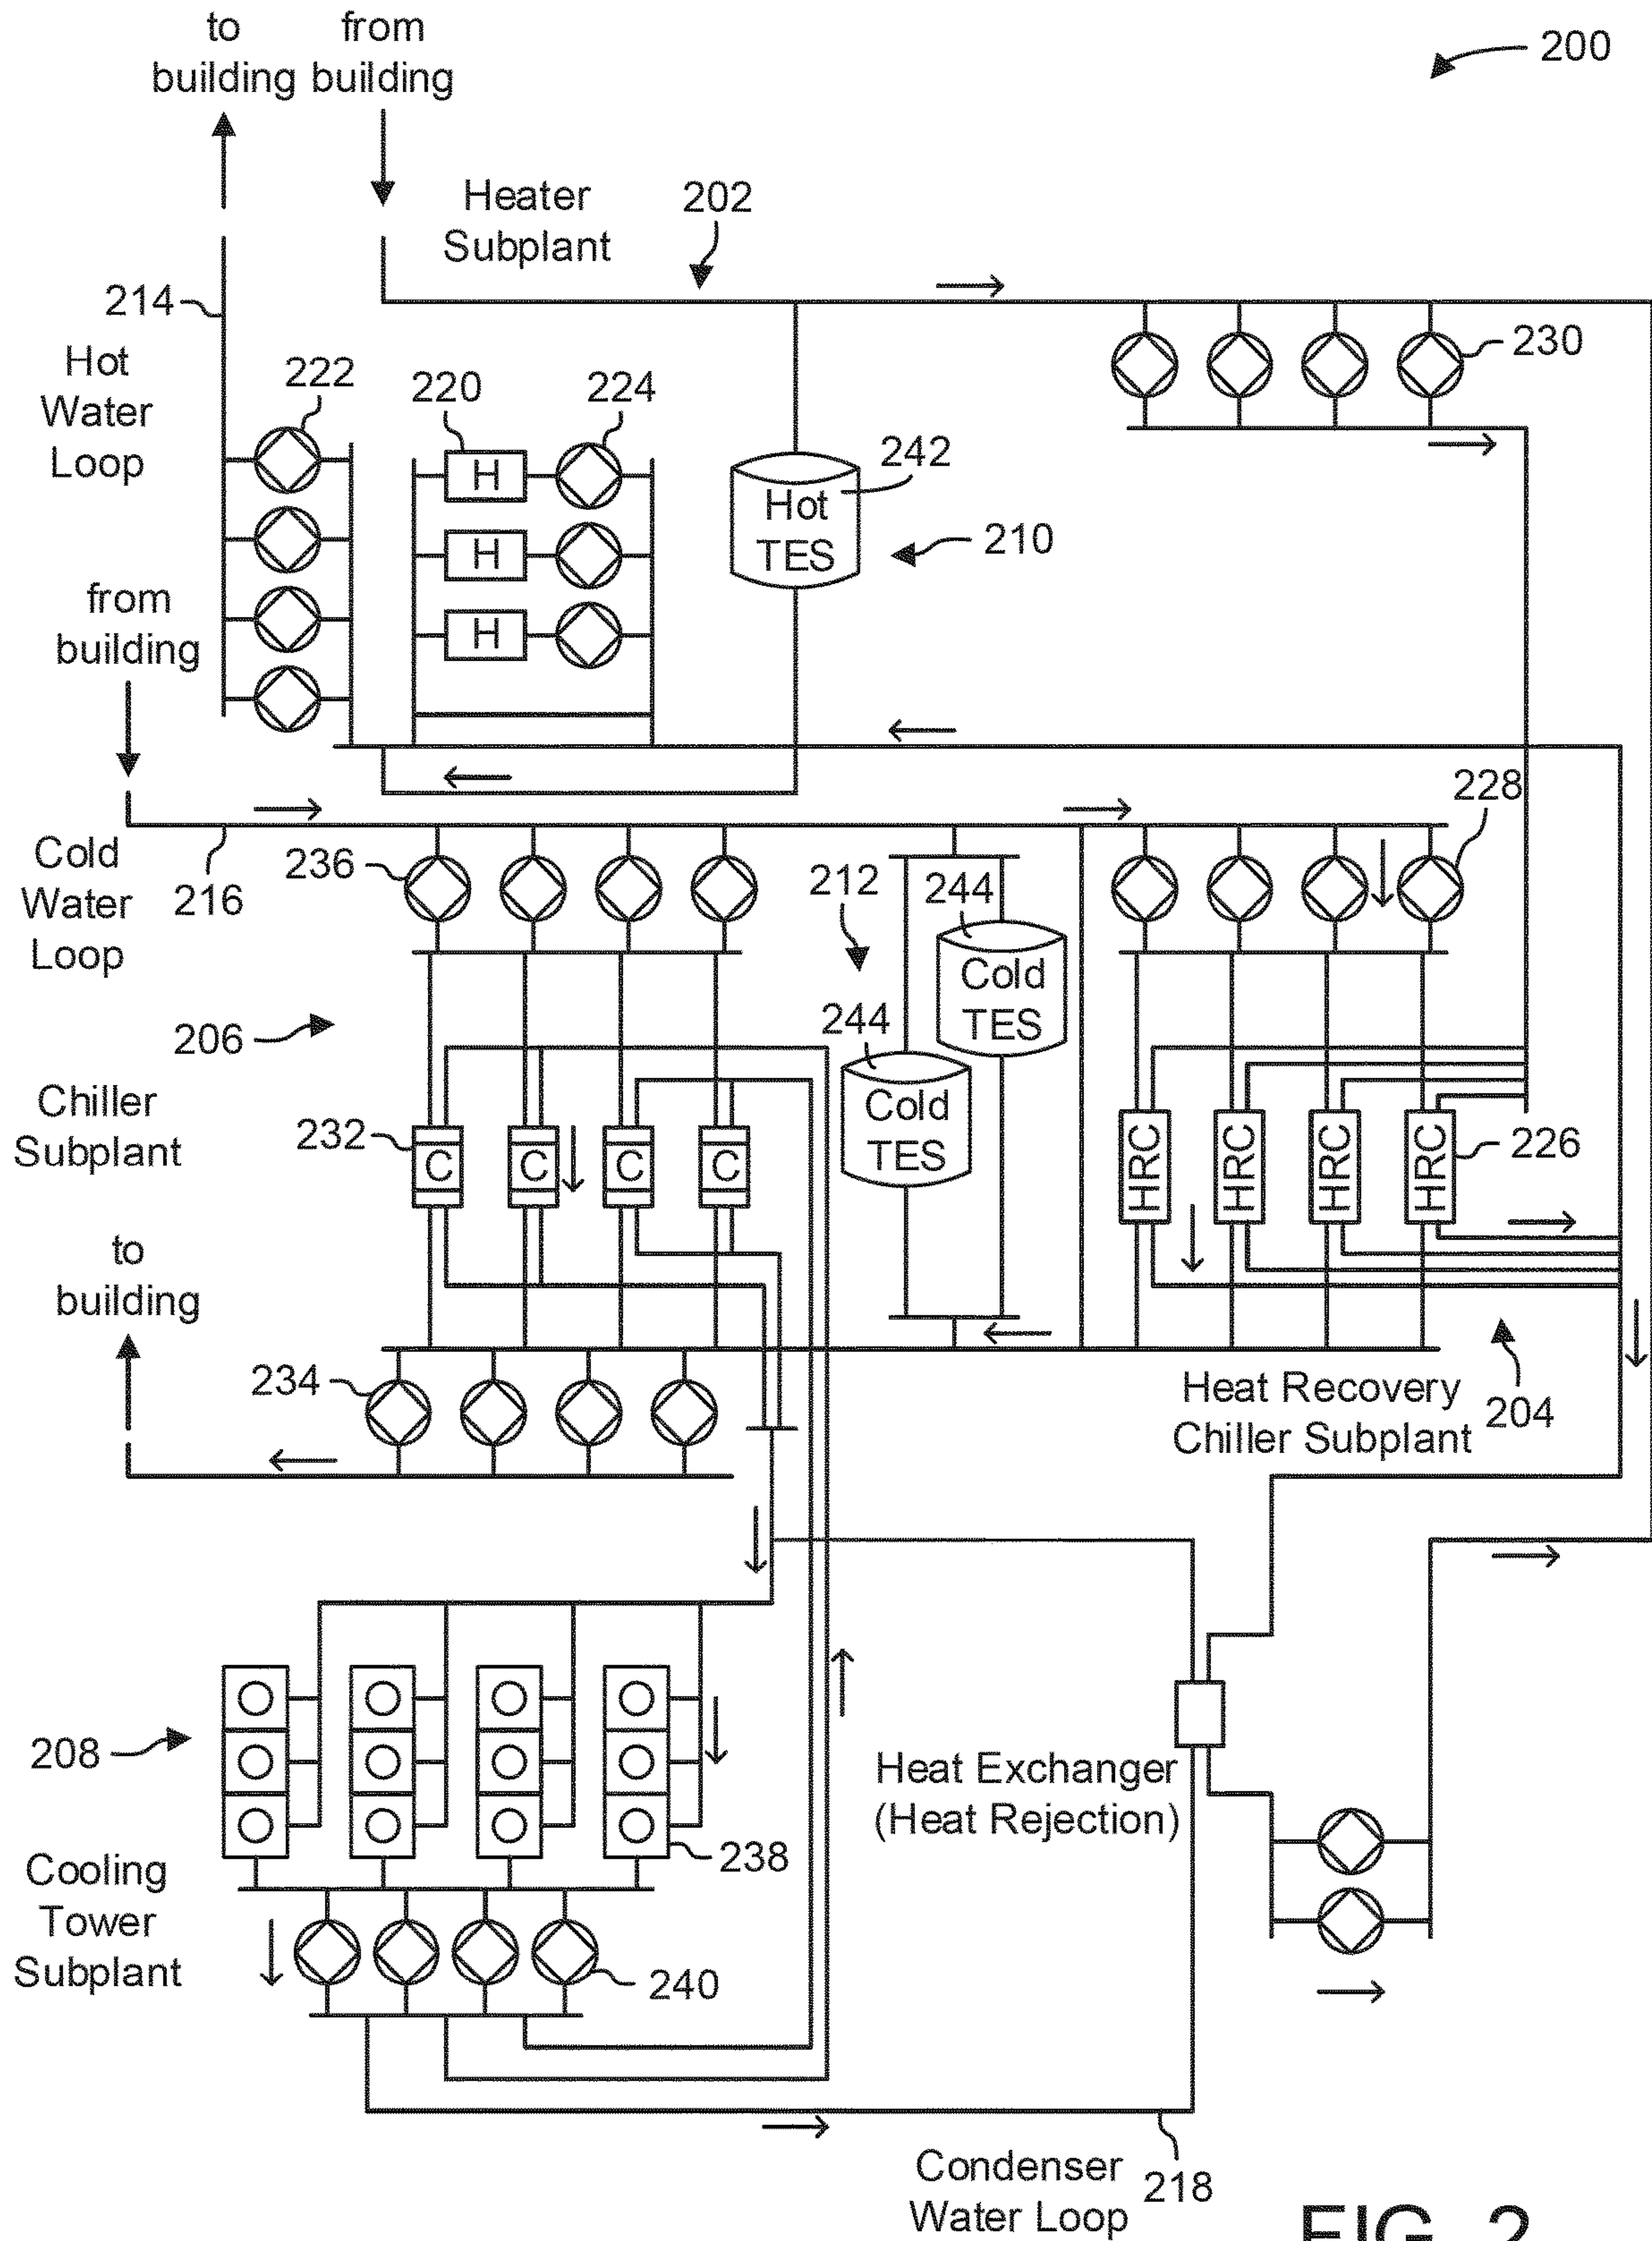 to
building
from
building
200
Heater
Subplant
202
214
Hot
Water
Loop
222
220
224
230
H
H
H
Hot
TES
242
210
from
building
228
Cold
Water
Loop
216
236
212
244
Cold
TES
244
Cold
TES
206
Chiller
Subplant
232
C
C
C
C
HRC
HRC
HRC
HRC
226
to
building
234
Heat Recovery
Chiller Subplant
204
208
238
Heat Exchanger
(Heat Rejection)
Cooling
Tower
Subplant
240
Condenser
Water Loop
218
FIG. 2